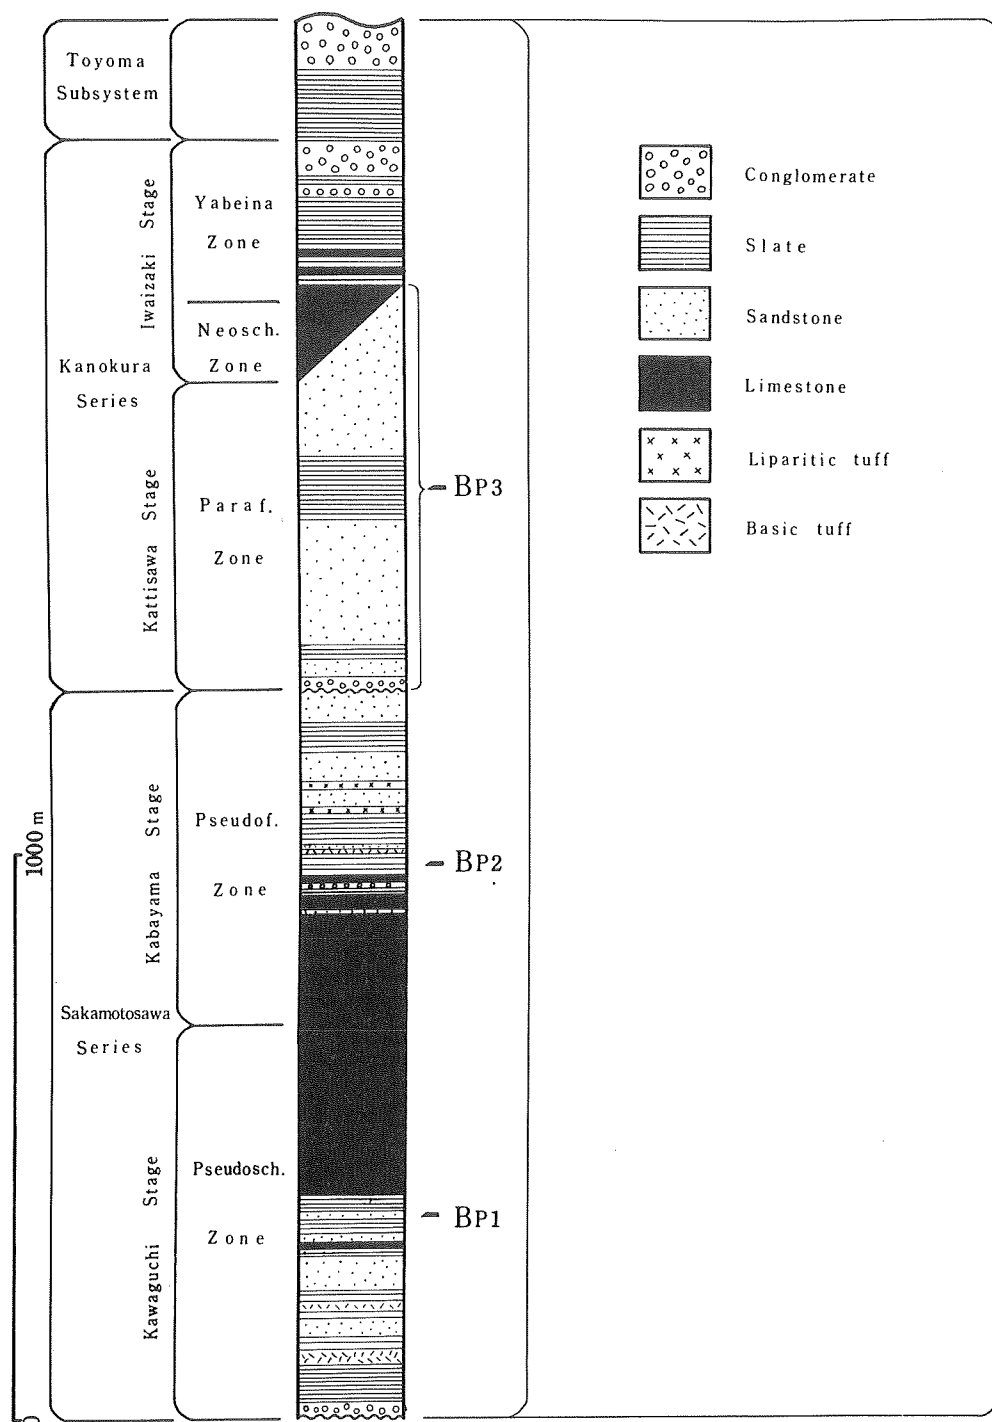 Toyoma
Subsystem
Kanokura
Series
Iwaizaki Stage
Kattisawa Stage
Yabeina
Zone
Neosch.
Zone
Paraf.
Zone
Sakamotosawa
Series
Kabayama Stage
Kawaguchi Stage
Pseudof.
Zone
Pseudosch.
Zone
BP3
BP2
BP1
Conglomerate
Slate
Sandstone
Limestone
Liparitic tuff
Basic tuff
1000 m
0